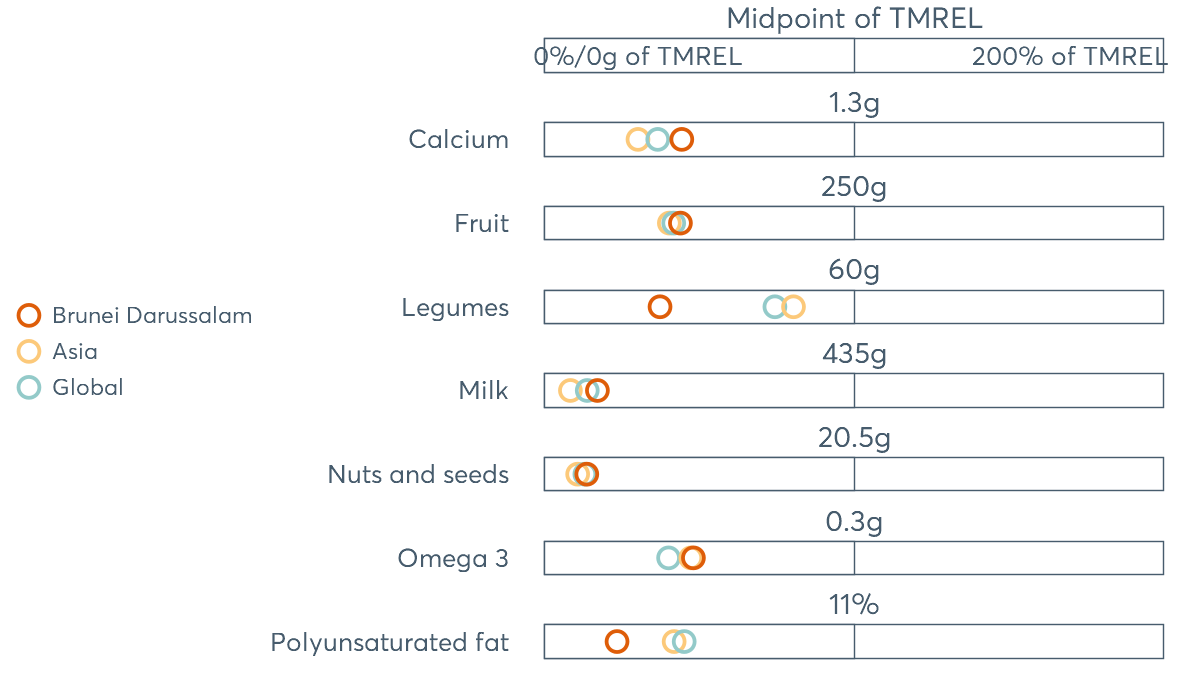 Midpoint of TMREL
0%/0g of TMREL
200% of TMREL
1.3g
Calcium
250g
Fruit
60g
Legumes
Brunei Darussalam
Asia
Global
435g
Milk
20.5g
Nuts and seeds
0.3g
Omega 3
11%
Polyunsaturated fat